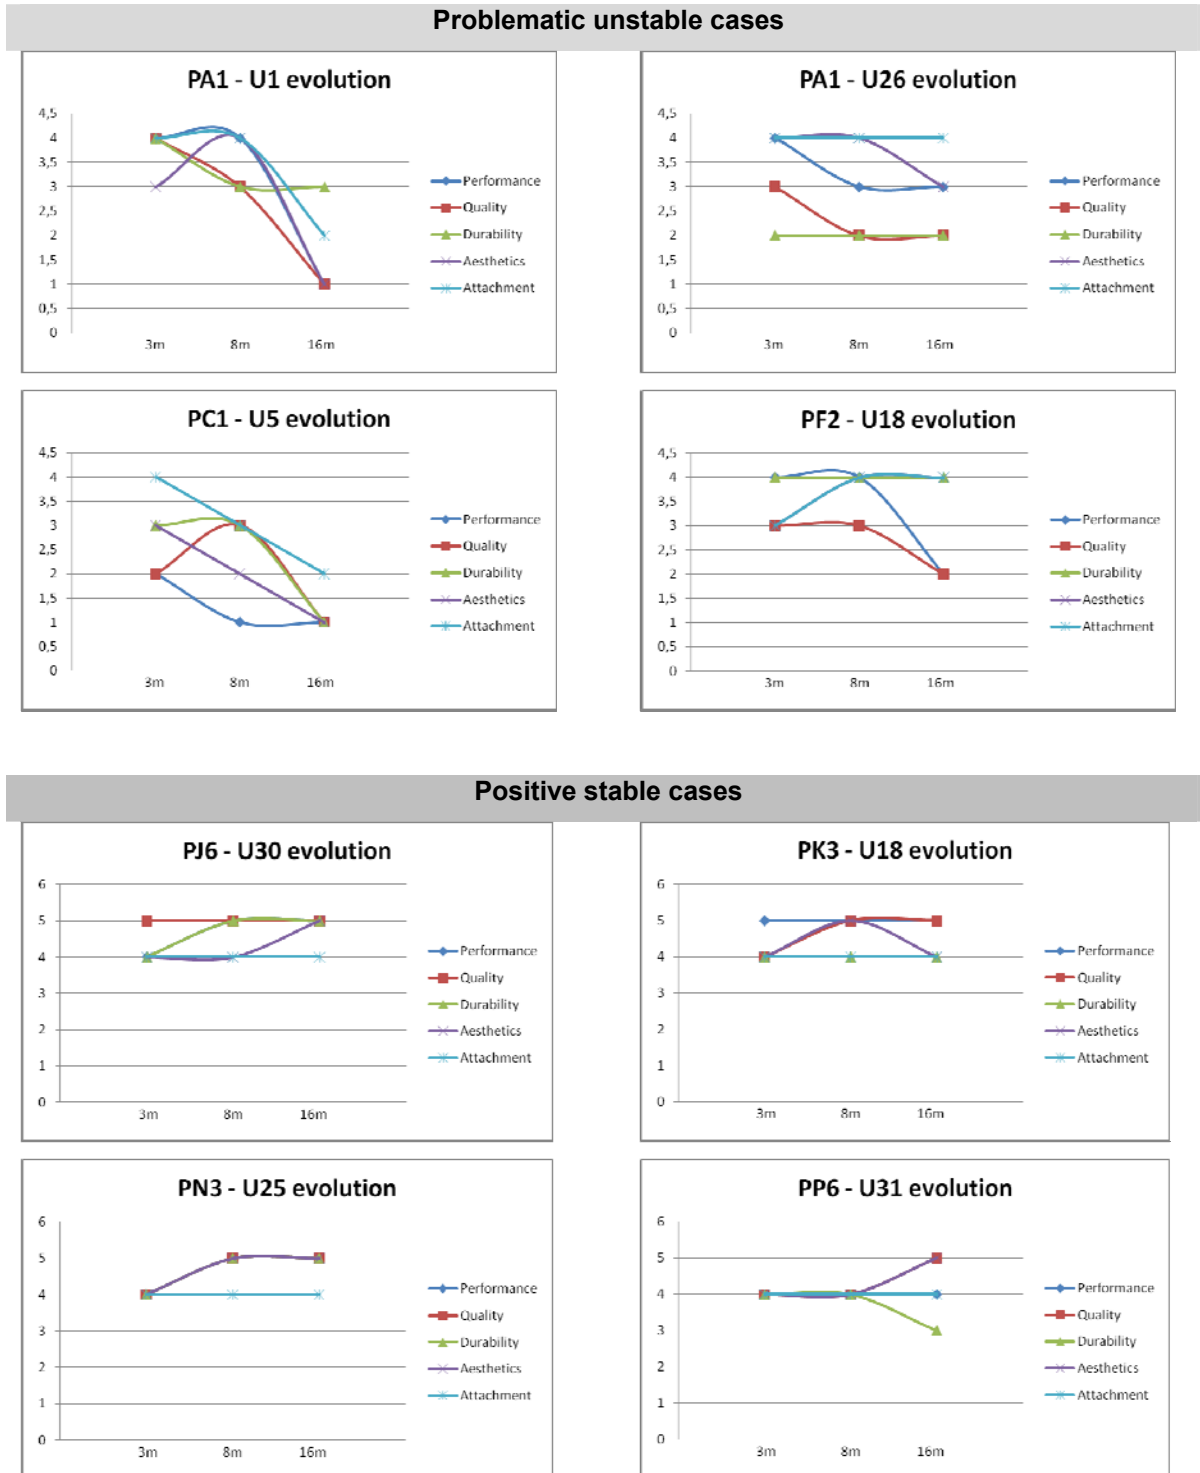 Problematic unstable cases
PA1 - U1 evolution
4,5
4
3,5
3
2,5
2
1,5
1
0,5
0
3m 8m 16m
Performance
Quality
Durability
Aesthetics
Attachment
PA1 - U26 evolution
4,5
4
3,5
3
2,5
2
1,5
1
0,5
0
3m 8m 16m
Performance
Quality
Durability
Aesthetics
Attachment
PC1 - U5 evolution
4,5
4
3,5
3
2,5
2
1,5
1
0,5
0
3m 8m 16m
Performance
Quality
Durability
Aesthetics
Attachment
PF2 - U18 evolution
4,5
4
3,5
3
2,5
2
1,5
1
0,5
0
3m 8m 16m
Performance
Quality
Durability
Aesthetics
Attachment
Positive stable cases
PJ6 - U30 evolution
6
5
4
3
2
1
0
3m 8m 16m
Performance
Quality
Durability
Aesthetics
Attachment
PK3 - U18 evolution
6
5
4
3
2
1
0
3m 8m 16m
Performance
Quality
Durability
Aesthetics
Attachment
PN3 - U25 evolution
6
5
4
3
2
1
0
3m 8m 16m
Performance
Quality
Durability
Aesthetics
Attachment
PP6 - U31 evolution
6
5
4
3
2
1
0
3m 8m 16m
Performance
Quality
Durability
Aesthetics
Attachment